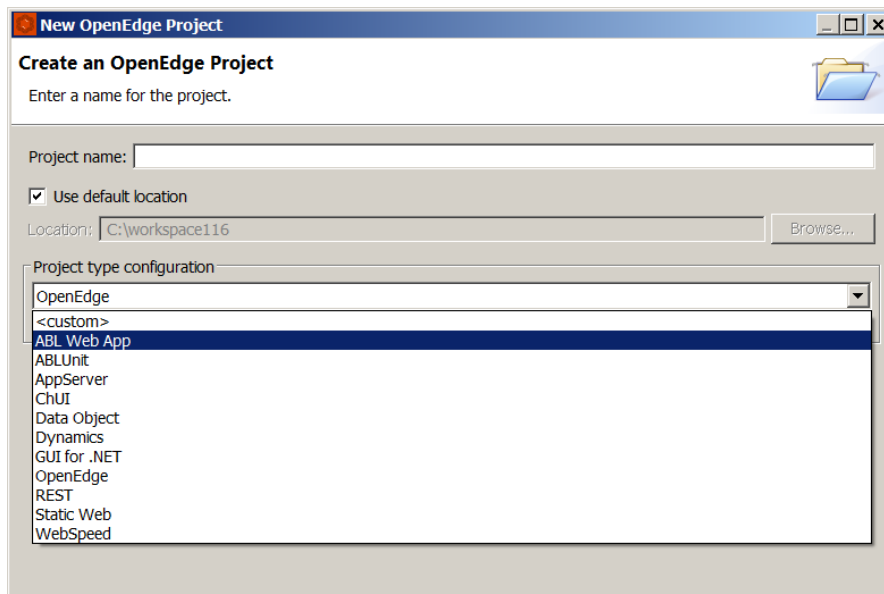 New OpenEdge Project
Create an OpenEdge Project
Enter a name for the project.
Project name:
Use default location
Location: C:\workspace116 Browse...
Project type configuration
OpenEdge
<custom>
ABL Web App
ABLUnit
AppServer
ChUI
Data Object
Dynamics
GUI for .NET
OpenEdge
REST
Static Web
WebSpeed